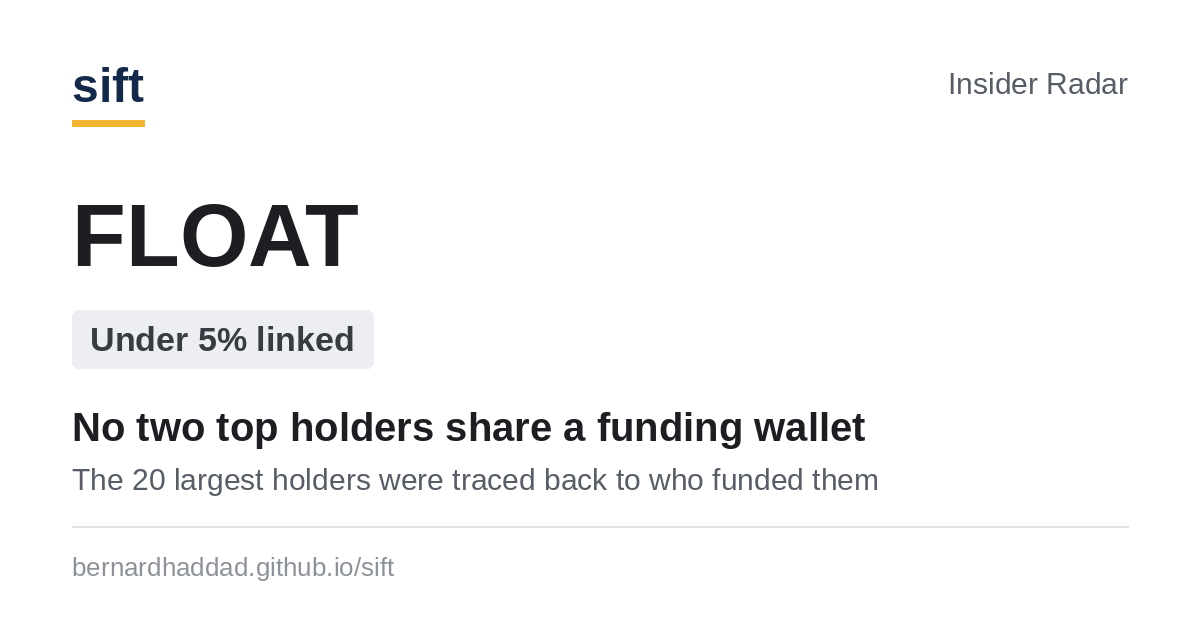 sift
Insider Radar
FLOAT
Under 5% linked
No two top holders share a funding wallet
The 20 largest holders were traced back to who funded them
bernardhaddad.github.io/sift